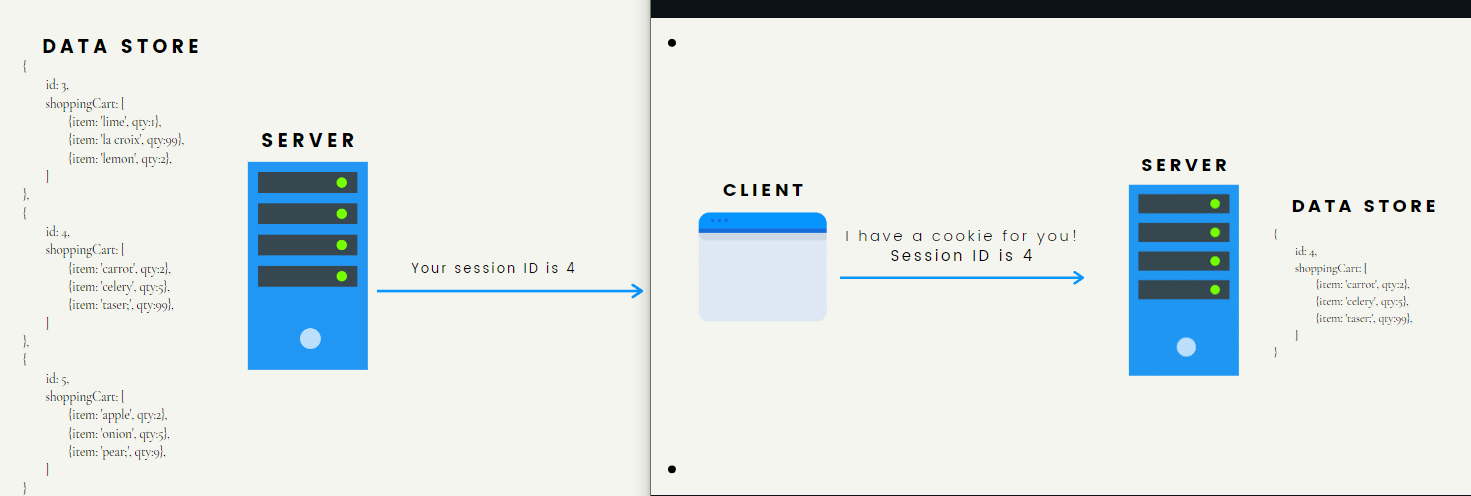 DATA STORE
{
id: 3,
shoppingCart: [
{item: 'lime', qty:1},
{item: 'la croix', qty:99},
{item: 'lemon', qty:2},
]
},
{
id: 4,
shoppingCart: [
{item: 'carrot', qty:2},
{item: 'celery', qty:5},
{item: 'taser;', qty:99},
]
},
{
id: 5,
shoppingCart: [
{item: 'apple', qty:2},
{item: 'onion', qty:5},
{item: 'pear;', qty:9},
]
}
SERVER
Your session ID is 4
CLIENT
I have a cookie for you!
Session ID is 4
SERVER
DATA STORE
{
id: 4,
shoppingCart: [
{item: 'carrot', qty:2},
{item: 'celery', qty:5},
{item: 'taser;', qty:99},
]
}